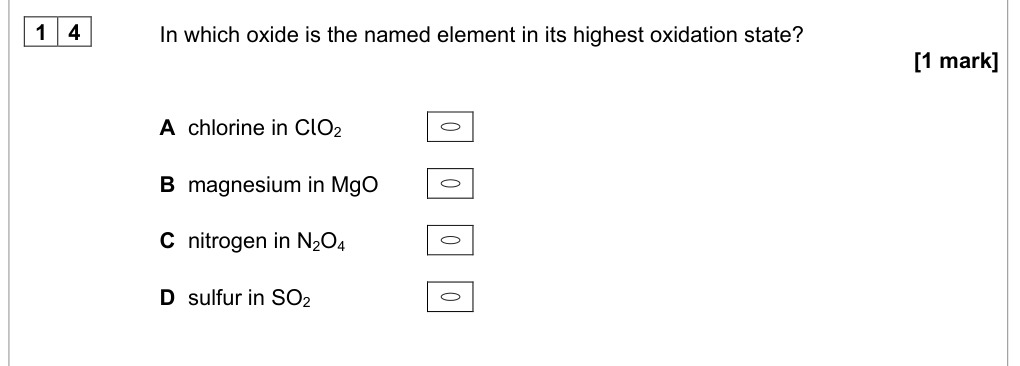 1 4 In which oxide is the named element in its highest oxidation state?
[1 mark]
A chlorine in ClO₂
B magnesium in MgO
C nitrogen in N₂O₄
D sulfur in SO₂